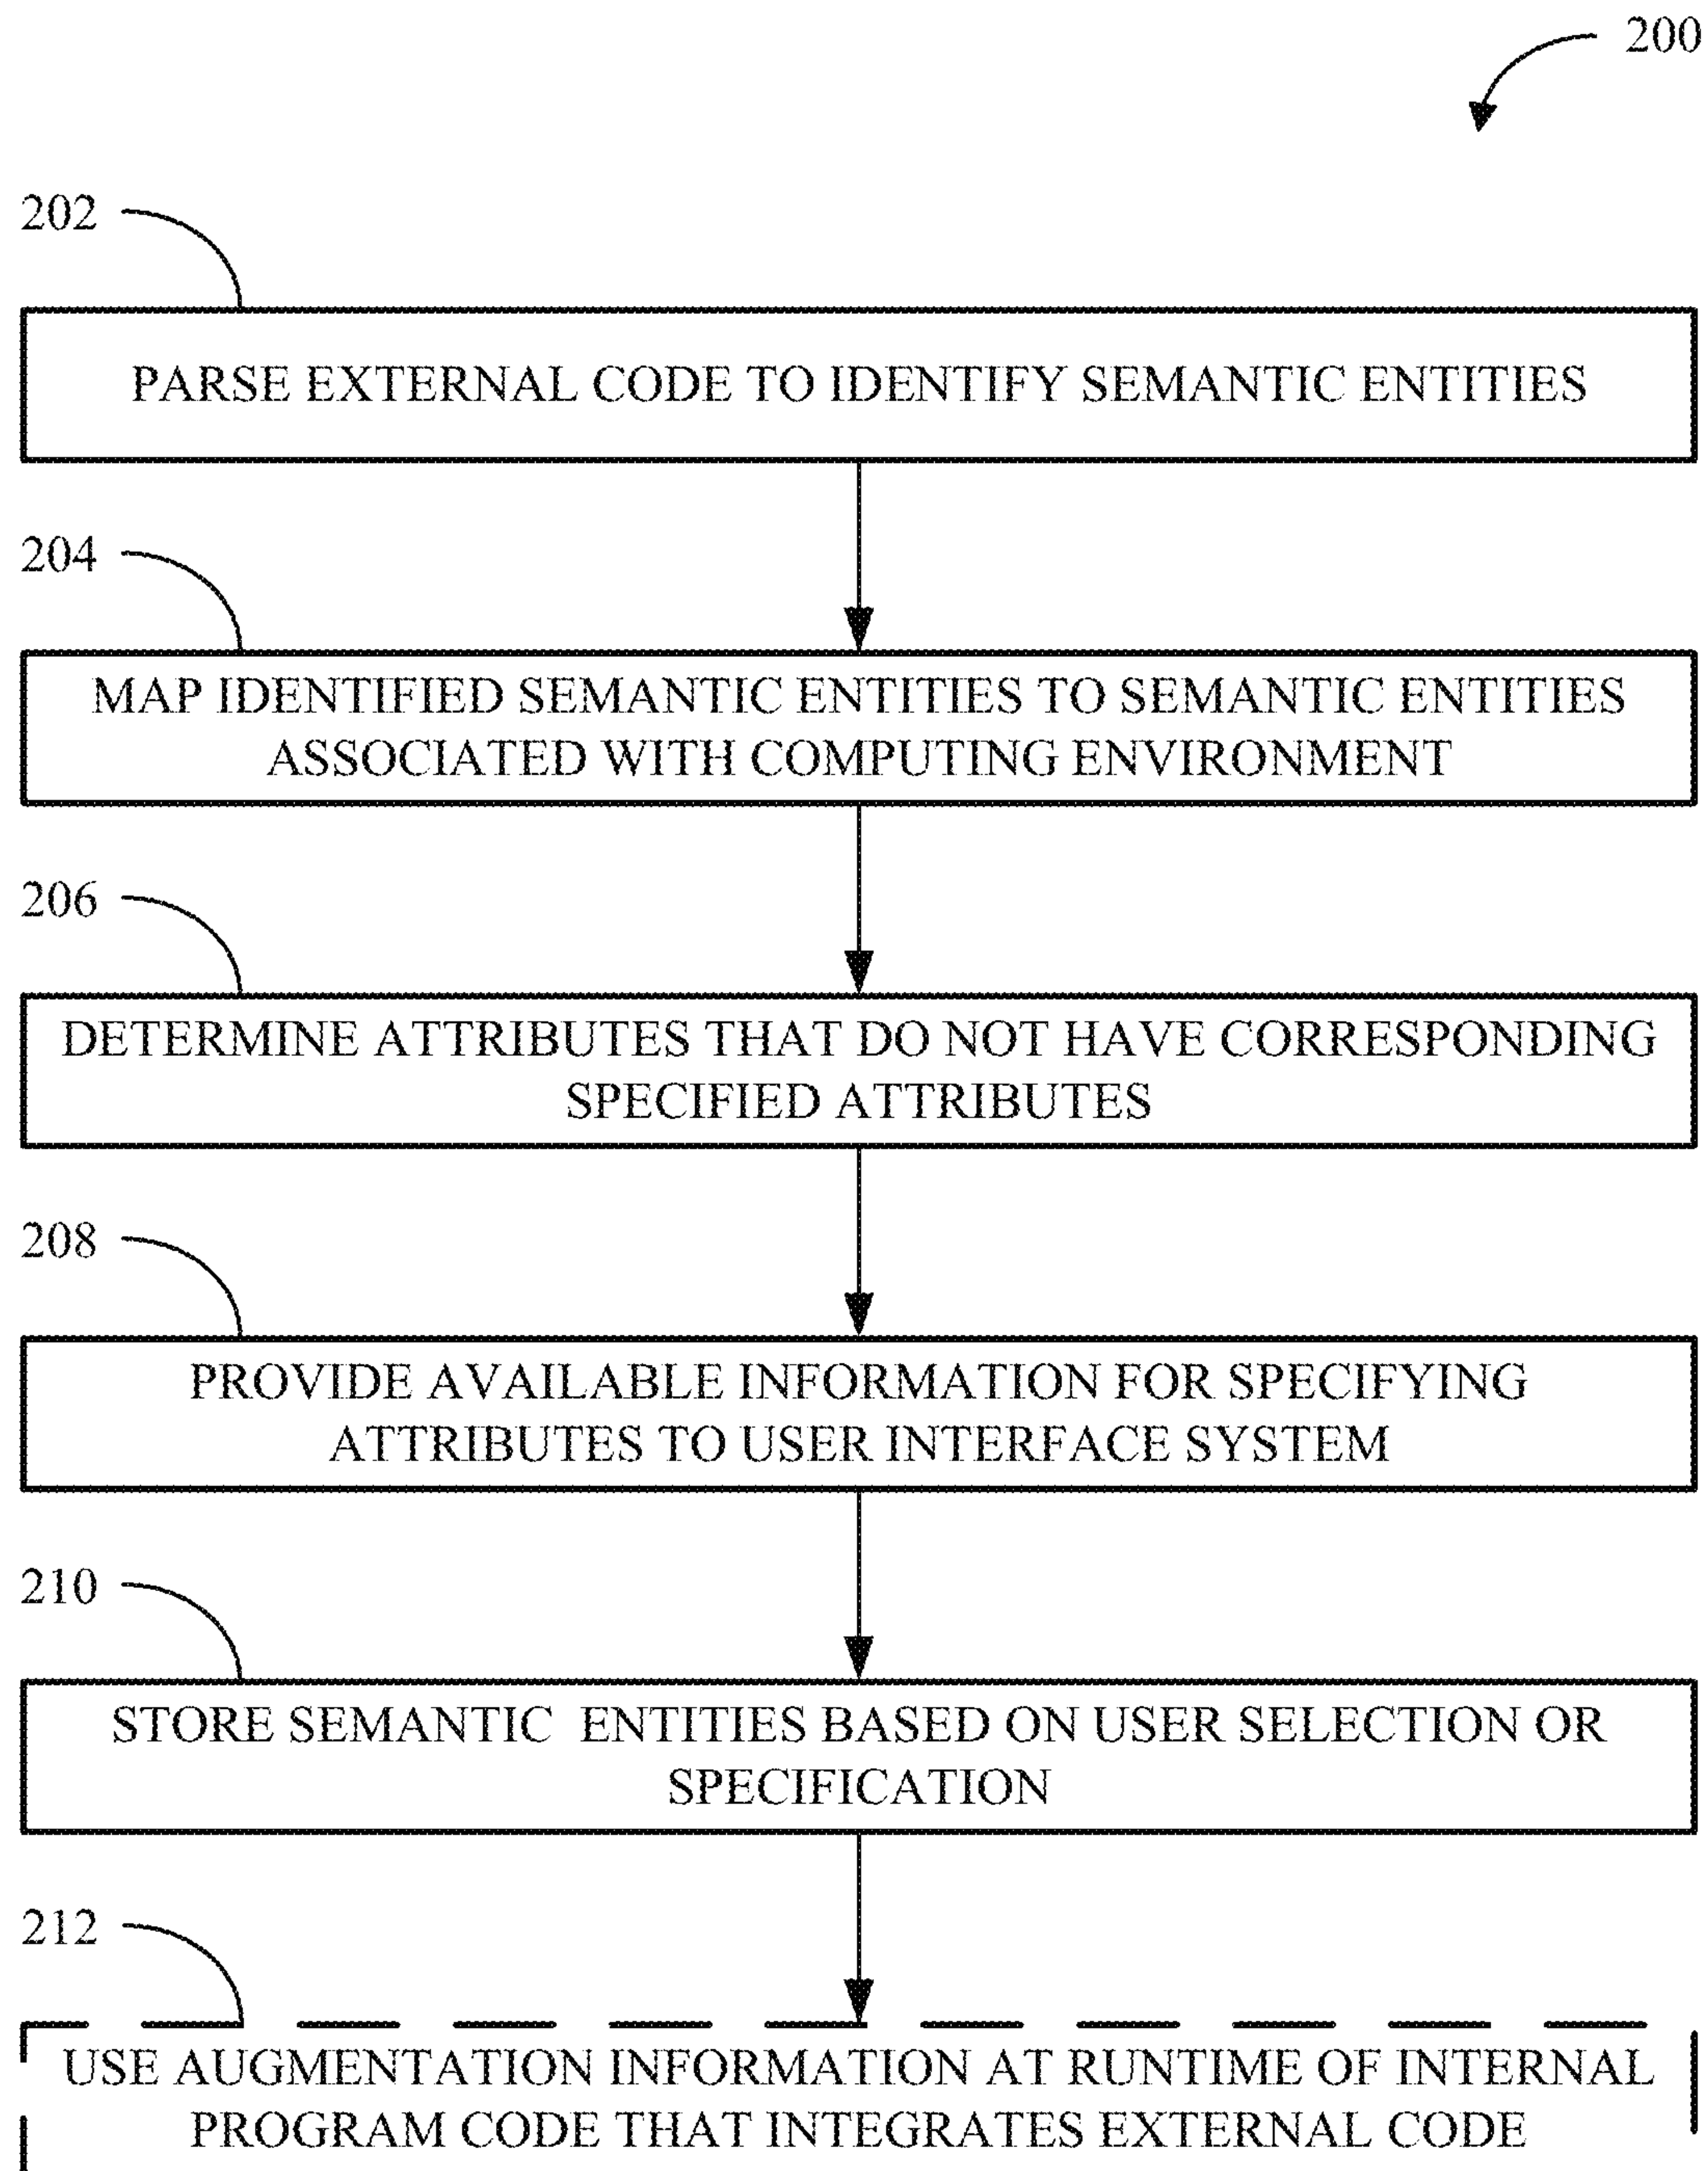 200
202
PARSE EXTERNAL CODE TO IDENTIFY SEMANTIC ENTITIES
204
MAP IDENTIFIED SEMANTIC ENTITIES TO SEMANTIC ENTITIES
ASSOCIATED WITH COMPUTING ENVIRONMENT
206
DETERMINE ATTRIBUTES THAT DO NOT HAVE CORRESPONDING
SPECIFIED ATTRIBUTES
208
PROVIDE AVAILABLE INFORMATION FOR SPECIFYING
ATTRIBUTES TO USER INTERFACE SYSTEM
210
STORE SEMANTIC ENTITIES BASED ON USER SELECTION OR
SPECIFICATION
212
USE AUGMENTATION INFORMATION AT RUNTIME OF INTERNAL
PROGRAM CODE THAT INTEGRATES EXTERNAL CODE